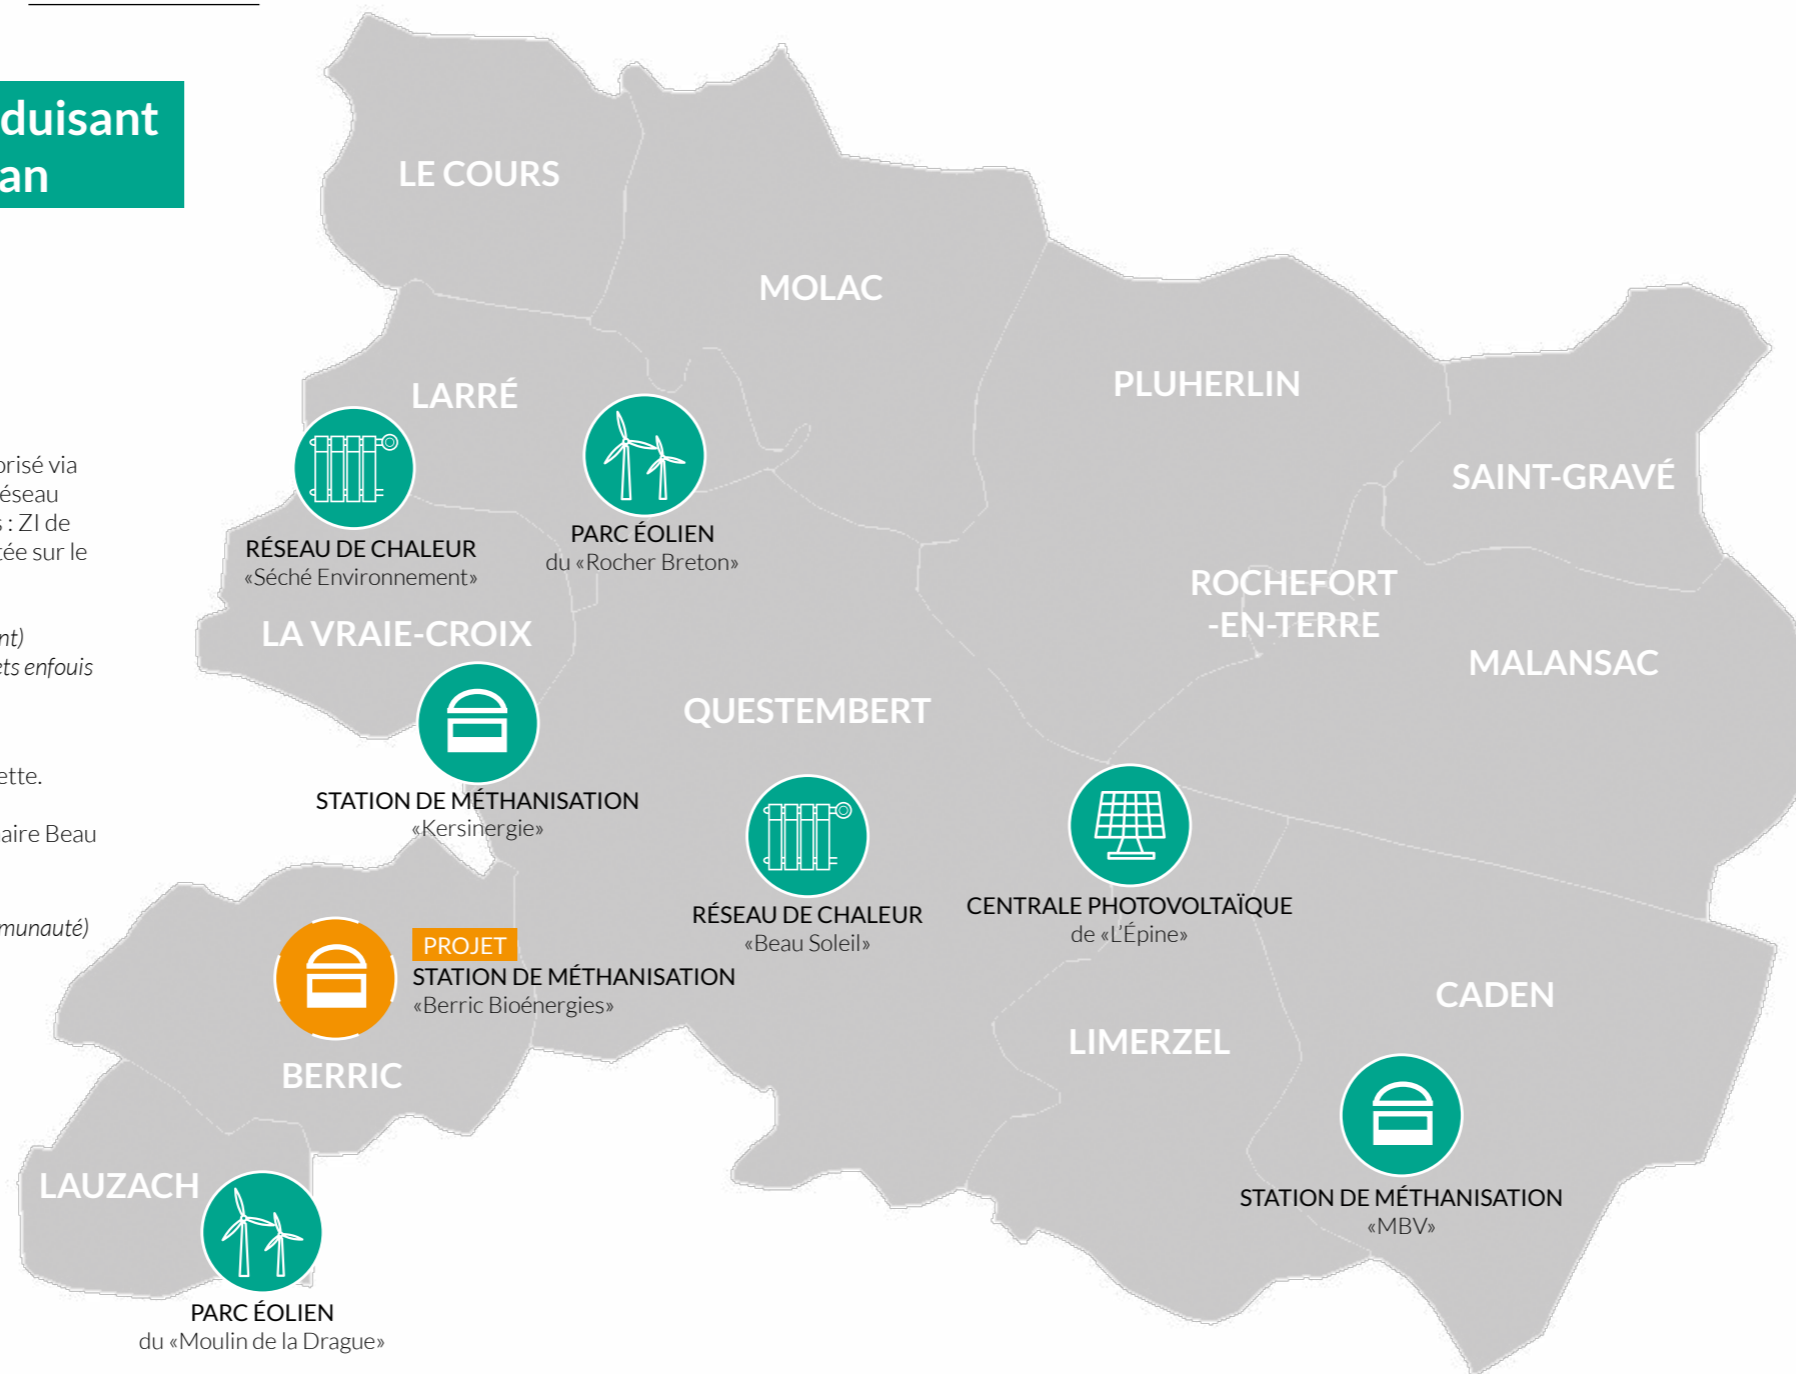 duisant
an
orisé via
éseau
s : ZI de
tée sur le
nt)
ets enfouis
ette.
aire Beau
munauté)
LE COURS
MOLAC
LARRÉ
PLUHERLIN
SAINT-GRAVÉ
RÉSEAU DE CHALEUR
«Séché Environnement»
PARC ÉOLIEN
du «Rocher Breton»
ROCHEFORT
-EN-TERRE
LA VRAIE-CROIX
MALANSAC
QUESTEMBERT
STATION DE MÉTHANISATION
«Kersinergie»
RÉSEAU DE CHALEUR
«Beau Soleil»
CENTRALE PHOTOVOLTAÏQUE
de «L'Épine»
PROJET
STATION DE MÉTHANISATION
«Berric Bioénergies»
CADEN
LIMERZEL
BERRIC
LAUZACH
STATION DE MÉTHANISATION
«MBV»
PARC ÉOLIEN
du «Moulin de la Drague»